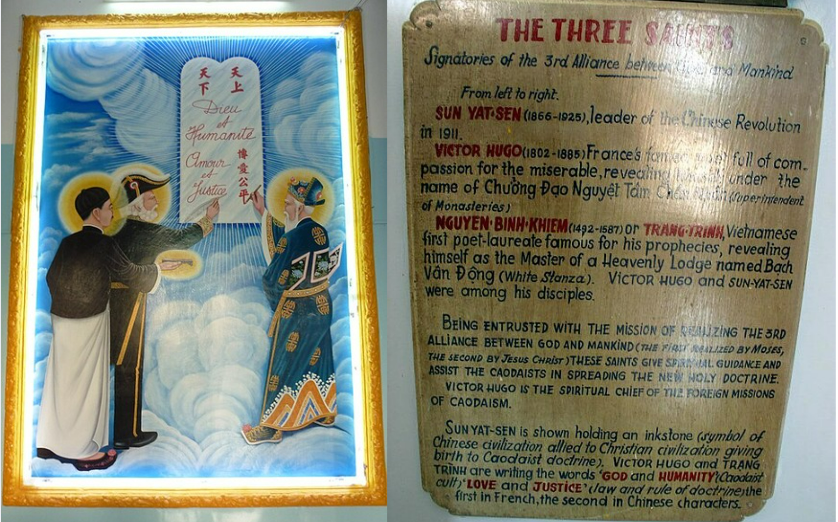 天上
天下
Dieu
et
Humanité
Amour
et
Justice
博愛公平
THE THREE SAINTS
Signatories of the 3rd Alliance between God and Mankind
From left to right.
SUN YAT-SEN (1866-1925), leader of the Chinese Revolution
in 1911.
VICTOR HUGO (1802-1885) France's poet full of com-
passion for the miserable, revealing under the
name of Chưởng Đạo Nguyệt Tâm (Superintendent
of Monasteries)
NGUYEN-BINH-KHIEM (1492-1587) or TRANG-TRINH, Vietnamese
first poet-laureate famous for his prophecies, revealing
himself as the Master of a Heavenly Lodge named Bạch
Vân Động (White Stanza). VICTOR HUGO and SUN-YAT-SEN
were among his disciples.
BEING ENTRUSTED WITH THE MISSION OF REALIZING THE 3RD
ALLIANCE BETWEEN GOD AND MANKIND (THE FIRST REALIZED BY MOSES,
THE SECOND BY JESUS CHRIST) THESE SAINTS GIVE SPIRITUAL GUIDANCE AND
ASSIST THE CAODAISTS IN SPREADING THE NEW HOLY DOCTRINE.
VICTOR HUGO IS THE SPIRITUAL CHIEF OF THE FOREIGN MISSIONS
OF CAODAISM.
SUN YAT-SEN is shown holding an inkstone (symbol of
Chinese civilization allied to Christian civilization giving
birth to Caodaist doctrine). VICTOR HUGO and TRANG
TRINH are writing the words 'GOD and HUMANITY' (Caodaist
cult) 'LOVE and JUSTICE' (law and rule of doctrine) the
first in French, the second in Chinese characters.